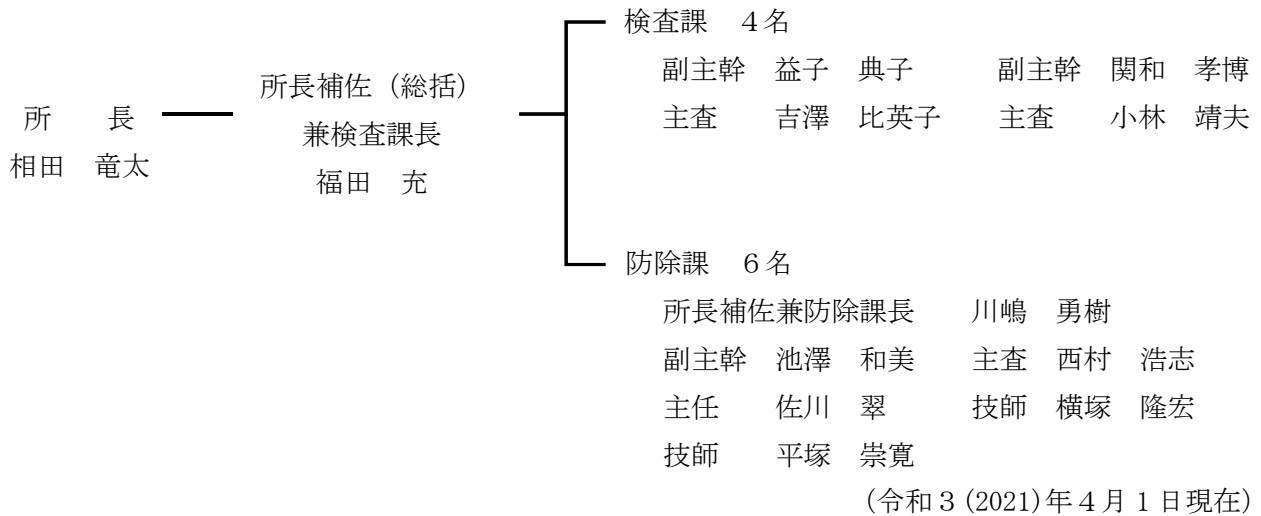 所　　長
相田　竜太
所長補佐（総括）
兼検査課長
福田　充
検査課　４名
副主幹　益子　典子　　　副主幹　関和　孝博
主査　　吉澤　比英子　　主査　　小林　靖夫
防除課　６名
所長補佐兼防除課長　　川嶋　勇樹
副主幹　池澤　和美　　主査　西村　浩志
主任　　佐川　翠　　　技師　横塚　隆宏
技師　　平塚　崇寛
（令和３(2021)年４月１日現在）